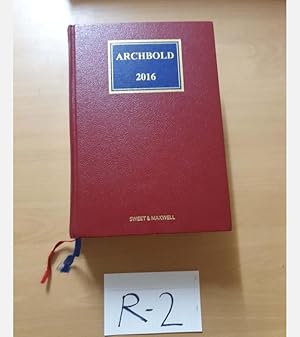 ARCHBOLD
2016
SWEET & MAXWELL
R-2